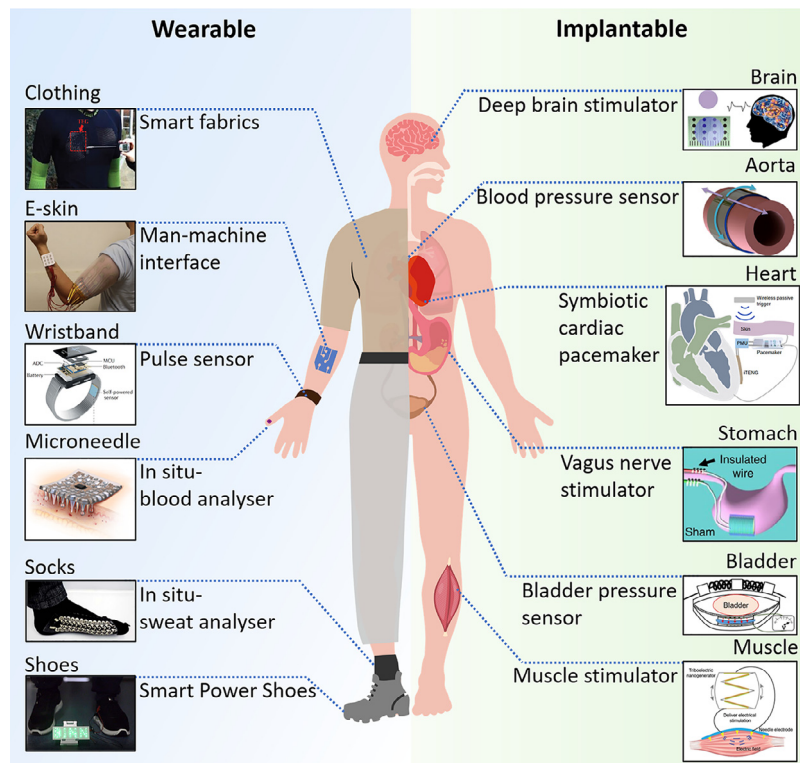 Wearable
Implantable
Clothing
Smart fabrics
E-skin
Man-machine
interface
Wristband
Pulse sensor
ADC
MCU
Bluetooth
Battery
Self-powered
sensor
Microneedle
In situ-
blood analyser
Socks
In situ-
sweat analyser
Shoes
Smart Power Shoes
BINN
Brain
Deep brain stimulator
Aorta
Blood pressure sensor
Heart
Symbiotic
cardiac
pacemaker
Wireless passive
trigger
Skin
PMU
Pacemaker
iTENG
Stomach
Vagus nerve
stimulator
Insulated
wire
Sham
Bladder
Bladder pressure
sensor
Bladder
Muscle
Muscle stimulator
Triboelectric
nanogenerator
Deliver electrical
stimulation
Needle electrode
Electric field